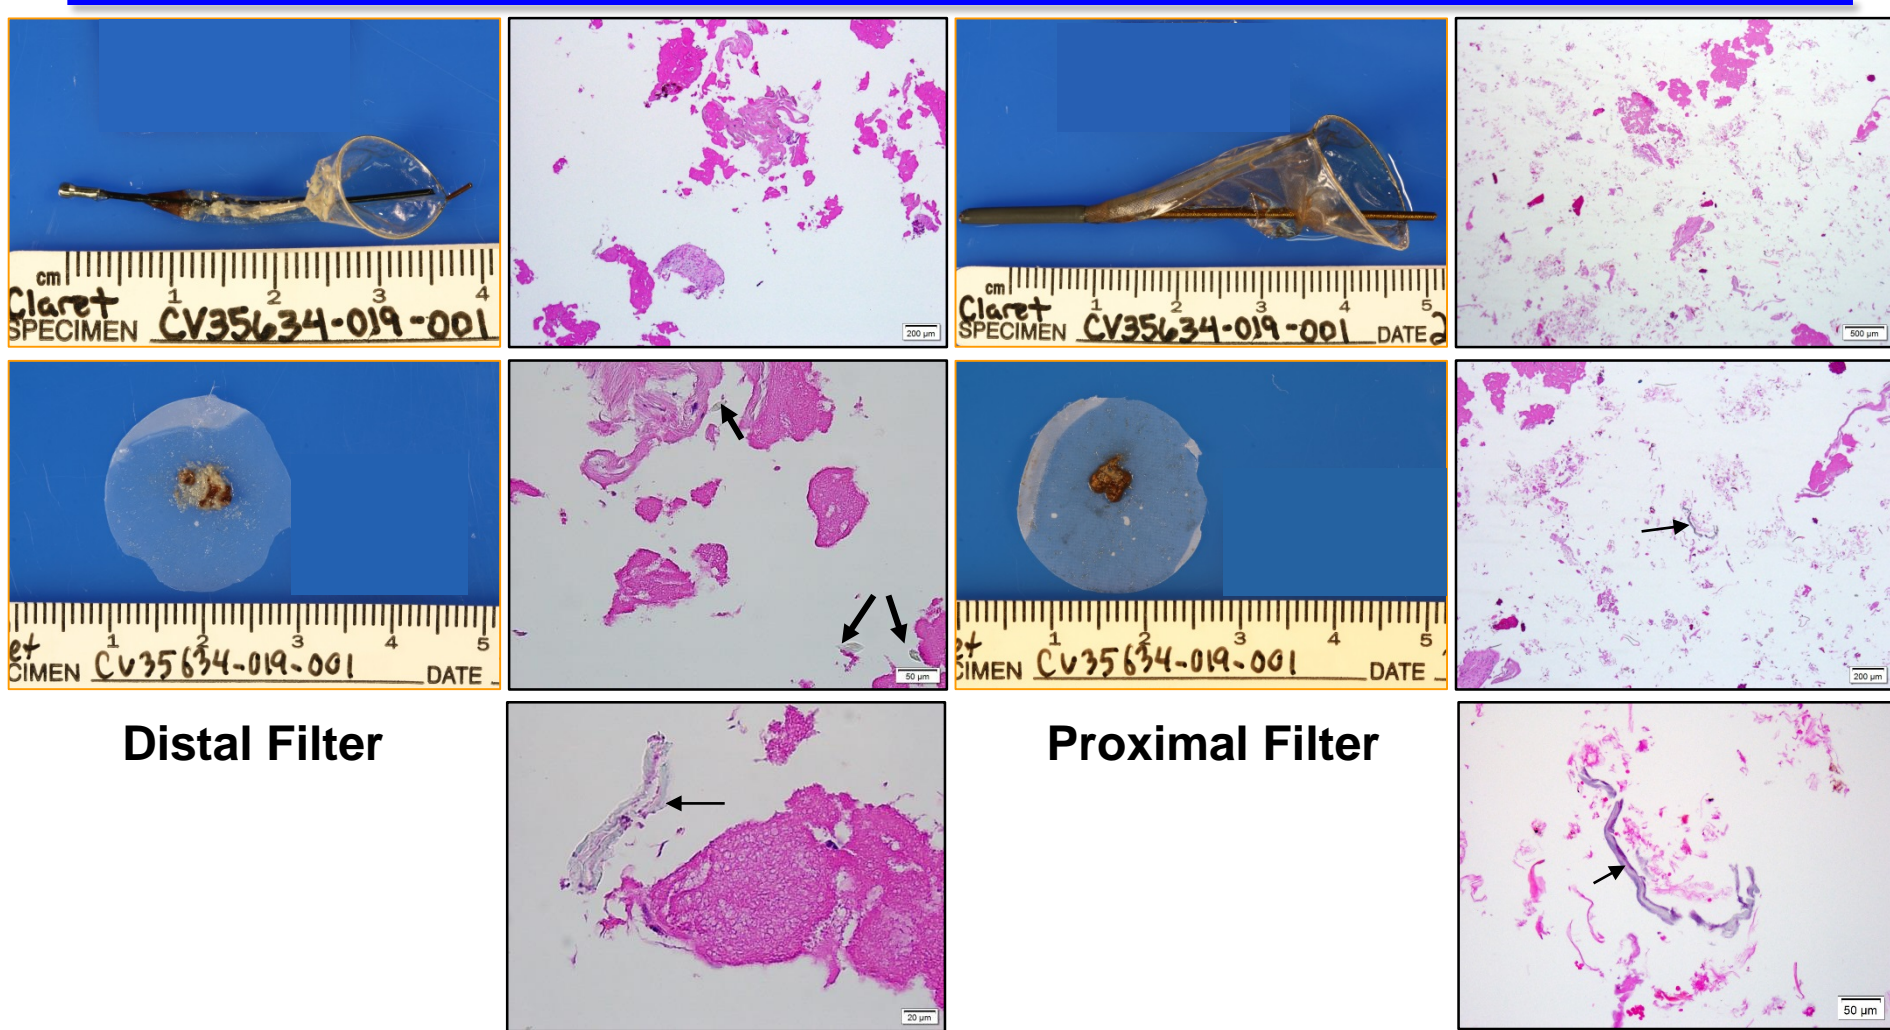 cm
1 2 3 4
Claret
SPECIMEN CV35634-019-001
200 µm
cm
1 2 3 4 5
Claret
SPECIMEN CV35634-019-001 DATE 2
500 µm
1 2 3 4 5
et
CIMEN CV35634-019-001 DATE
50 µm
1 2 3 4 5
et
CIMEN CV35634-019-001 DATE
200 µm
Distal Filter
Proximal Filter
20 µm
50 µm